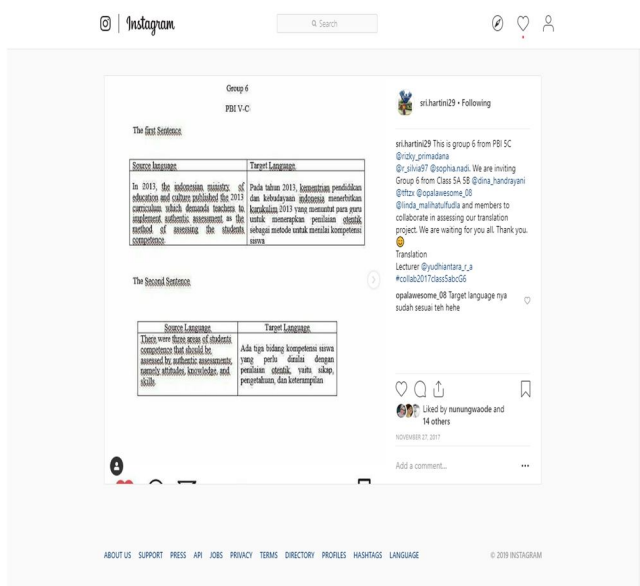 Instagram
Search
Group 6
PBI V-C
The first Sentence
Source language
Target Language
In 2013, the indonesian ministry of
education and culture published the 2013
curriculum which demands teachers to
implement authentic assessment as the
method of assessing the students
competence.
Pada tahun 2013, kementrian pendidikan
dan kebudayaan indonesia menerbitkan
kurikulim 2013 yang menuntut para guru
untuk menerapkan penilaian otentik
sebagai metode untuk menilai kompetensi
siswa
The Second Sentence
Source Language
Target Language
There were three areas of students
competence that should be
assessed by authentic assessments,
namely attitudes, knowledge, and
skills.
Ada tiga bidang kompetensi siswa
yang perlu dinilai dengan
penilaian otentik, yaitu sikap,
pengetahuan, dan keterampilan
sri.hartini29 • Following
sri.hartini29 This is group 6 from PBI 5C
@rizky_primadana
@r_silvia97 @sophia.nadi. We are inviting
Group 6 from Class 5A 5B @dina_handrayani
@tftzx @opalawesome_08
@linda_malihatulfudla and members to
collaborate in assessing our translation
project. We are waiting for you all. Thank you.
Translation
Lecturer @yudhiantara_r_a
#collab2017class5abcG6
opalawesome_08 Target language nya
sudah sesuai teh hehe
Liked by nunungwaode and
14 others
NOVEMBER 27, 2017
Add a comment...
ABOUT US SUPPORT PRESS API JOBS PRIVACY TERMS DIRECTORY PROFILES HASHTAGS LANGUAGE
© 2019 INSTAGRAM